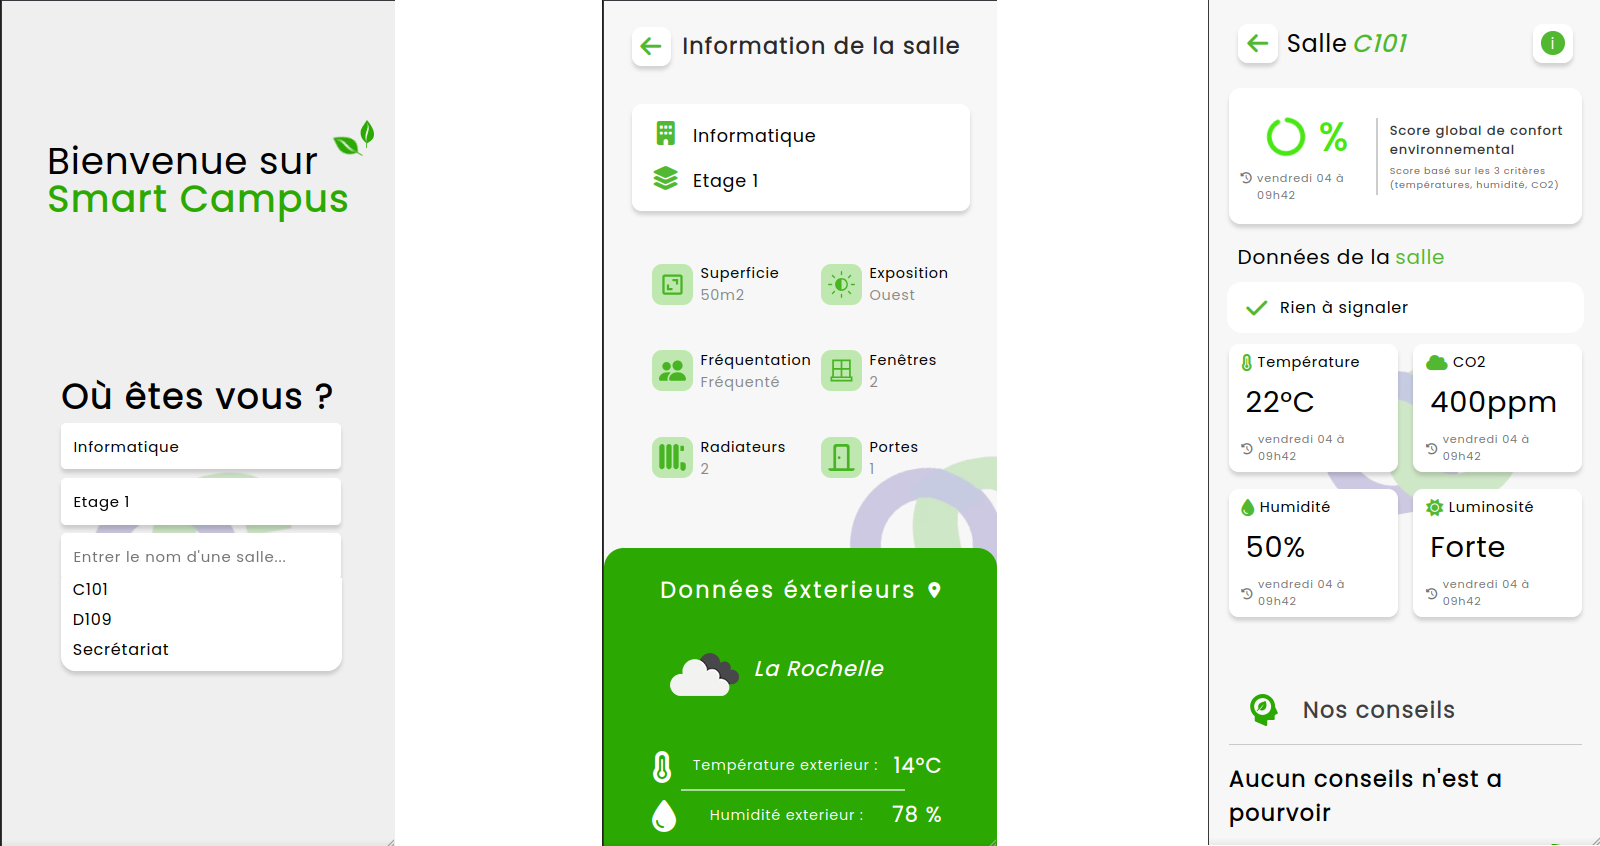 Bienvenue sur
Smart Campus
Où êtes vous ?
Informatique
Etage 1
Entrer le nom d'une salle...
C101
D109
Secrétariat
Information de la salle
Informatique
Etage 1
Superficie
50m2
Exposition
Ouest
Fréquentation
Fréquenté
Fenêtres
2
Radiateurs
2
Portes
1
Données éxterieurs
La Rochelle
Température exterieur :
14°C
Humidité exterieur :
78 %
Salle C101
i
%
vendredi 04 à
09h42
Score global de confort
environnemental
Score basé sur les 3 critères
(températures, humidité, CO2)
Données de la salle
Rien à signaler
Température
22°C
vendredi 04 à
09h42
CO2
400ppm
vendredi 04 à
09h42
Humidité
50%
vendredi 04 à
09h42
Luminosité
Forte
vendredi 04 à
09h42
Nos conseils
Aucun conseils n'est a
pourvoir